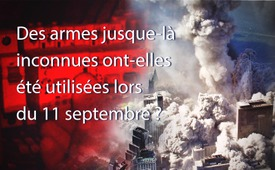 Des armes jusque-là
inconnues ont-elles
été utilisées lors
du 11 septembre ?